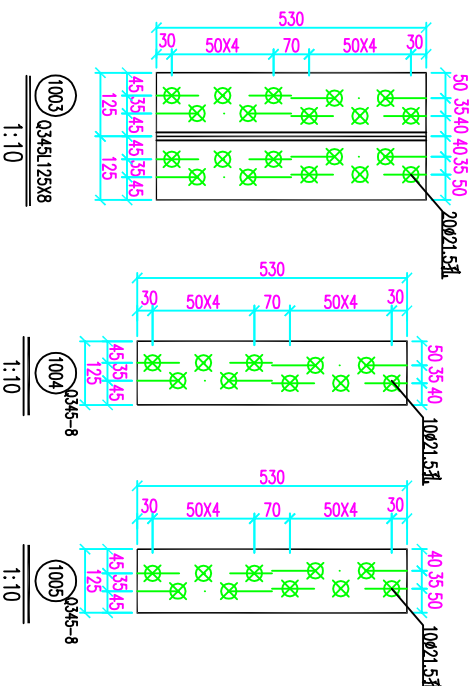 530
30 50X4 70 50X4 30
45 35 45 45 35 45
125 125
50 35 40 40 35 50
20ø21.5孔
1003 Q345L125X8
1:10
530
30 50X4 70 50X4 30
45 35 45
125
50 35 40
10ø21.5孔
1004 Q345-8
1:10
530
30 50X4 70 50X4 30
45 35 45
125
40 35 50
10ø21.5孔
1005 Q345-8
1:10